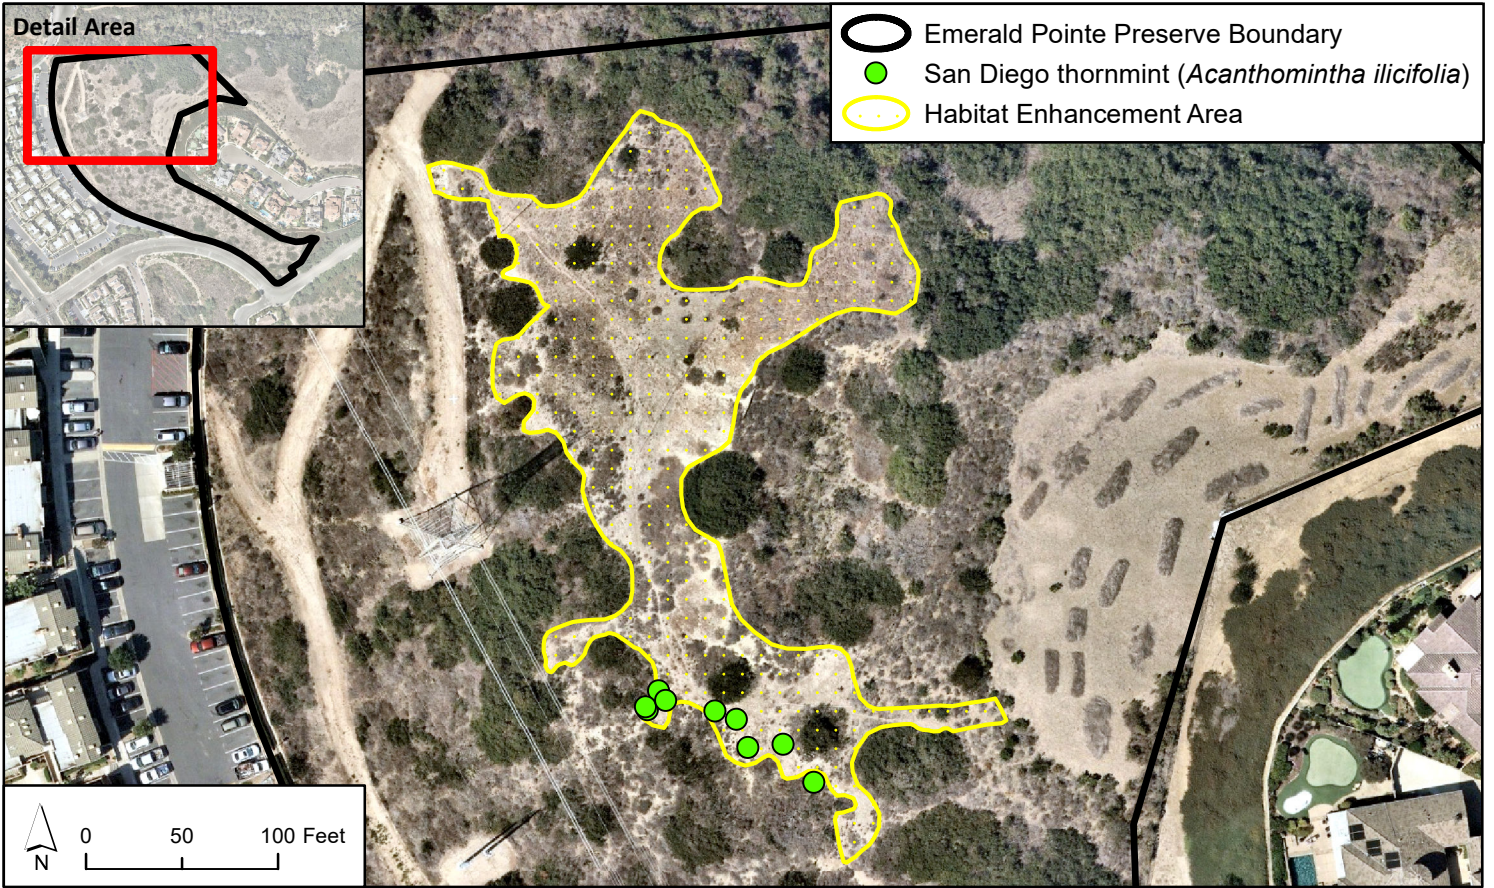 Detail Area
Emerald Pointe Preserve Boundary
San Diego thornmint (Acanthomintha ilicifolia)
Habitat Enhancement Area
N
0 50 100 Feet